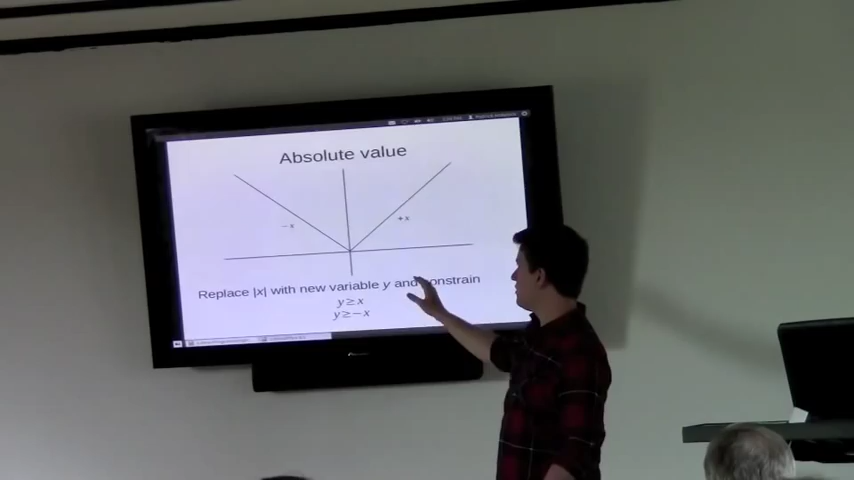 Absolute value
−x
+x
Replace |x| with new variable y and constrain
y ≥ x
y ≥ −x